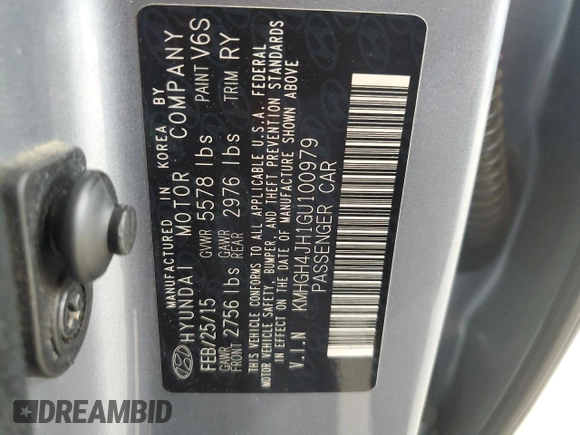 MANUFACTURED IN KOREA BY
HYUNDAI MOTOR COMPANY
FEB/25/15 GVWR 5578 lbs PAINT V6S
GAWR FRONT 2756 lbs GAWR REAR 2976 lbs TRIM RY
THIS VEHICLE CONFORMS TO ALL APPLICABLE U.S.A. FEDERAL
MOTOR VEHICLE SAFETY, BUMPER, AND THEFT PREVENTION STANDARDS
IN EFFECT ON THE DATE OF MANUFACTURE SHOWN ABOVE
V.I.N KMHGH4JH1GU100979
PASSENGER CAR
DREAMBID